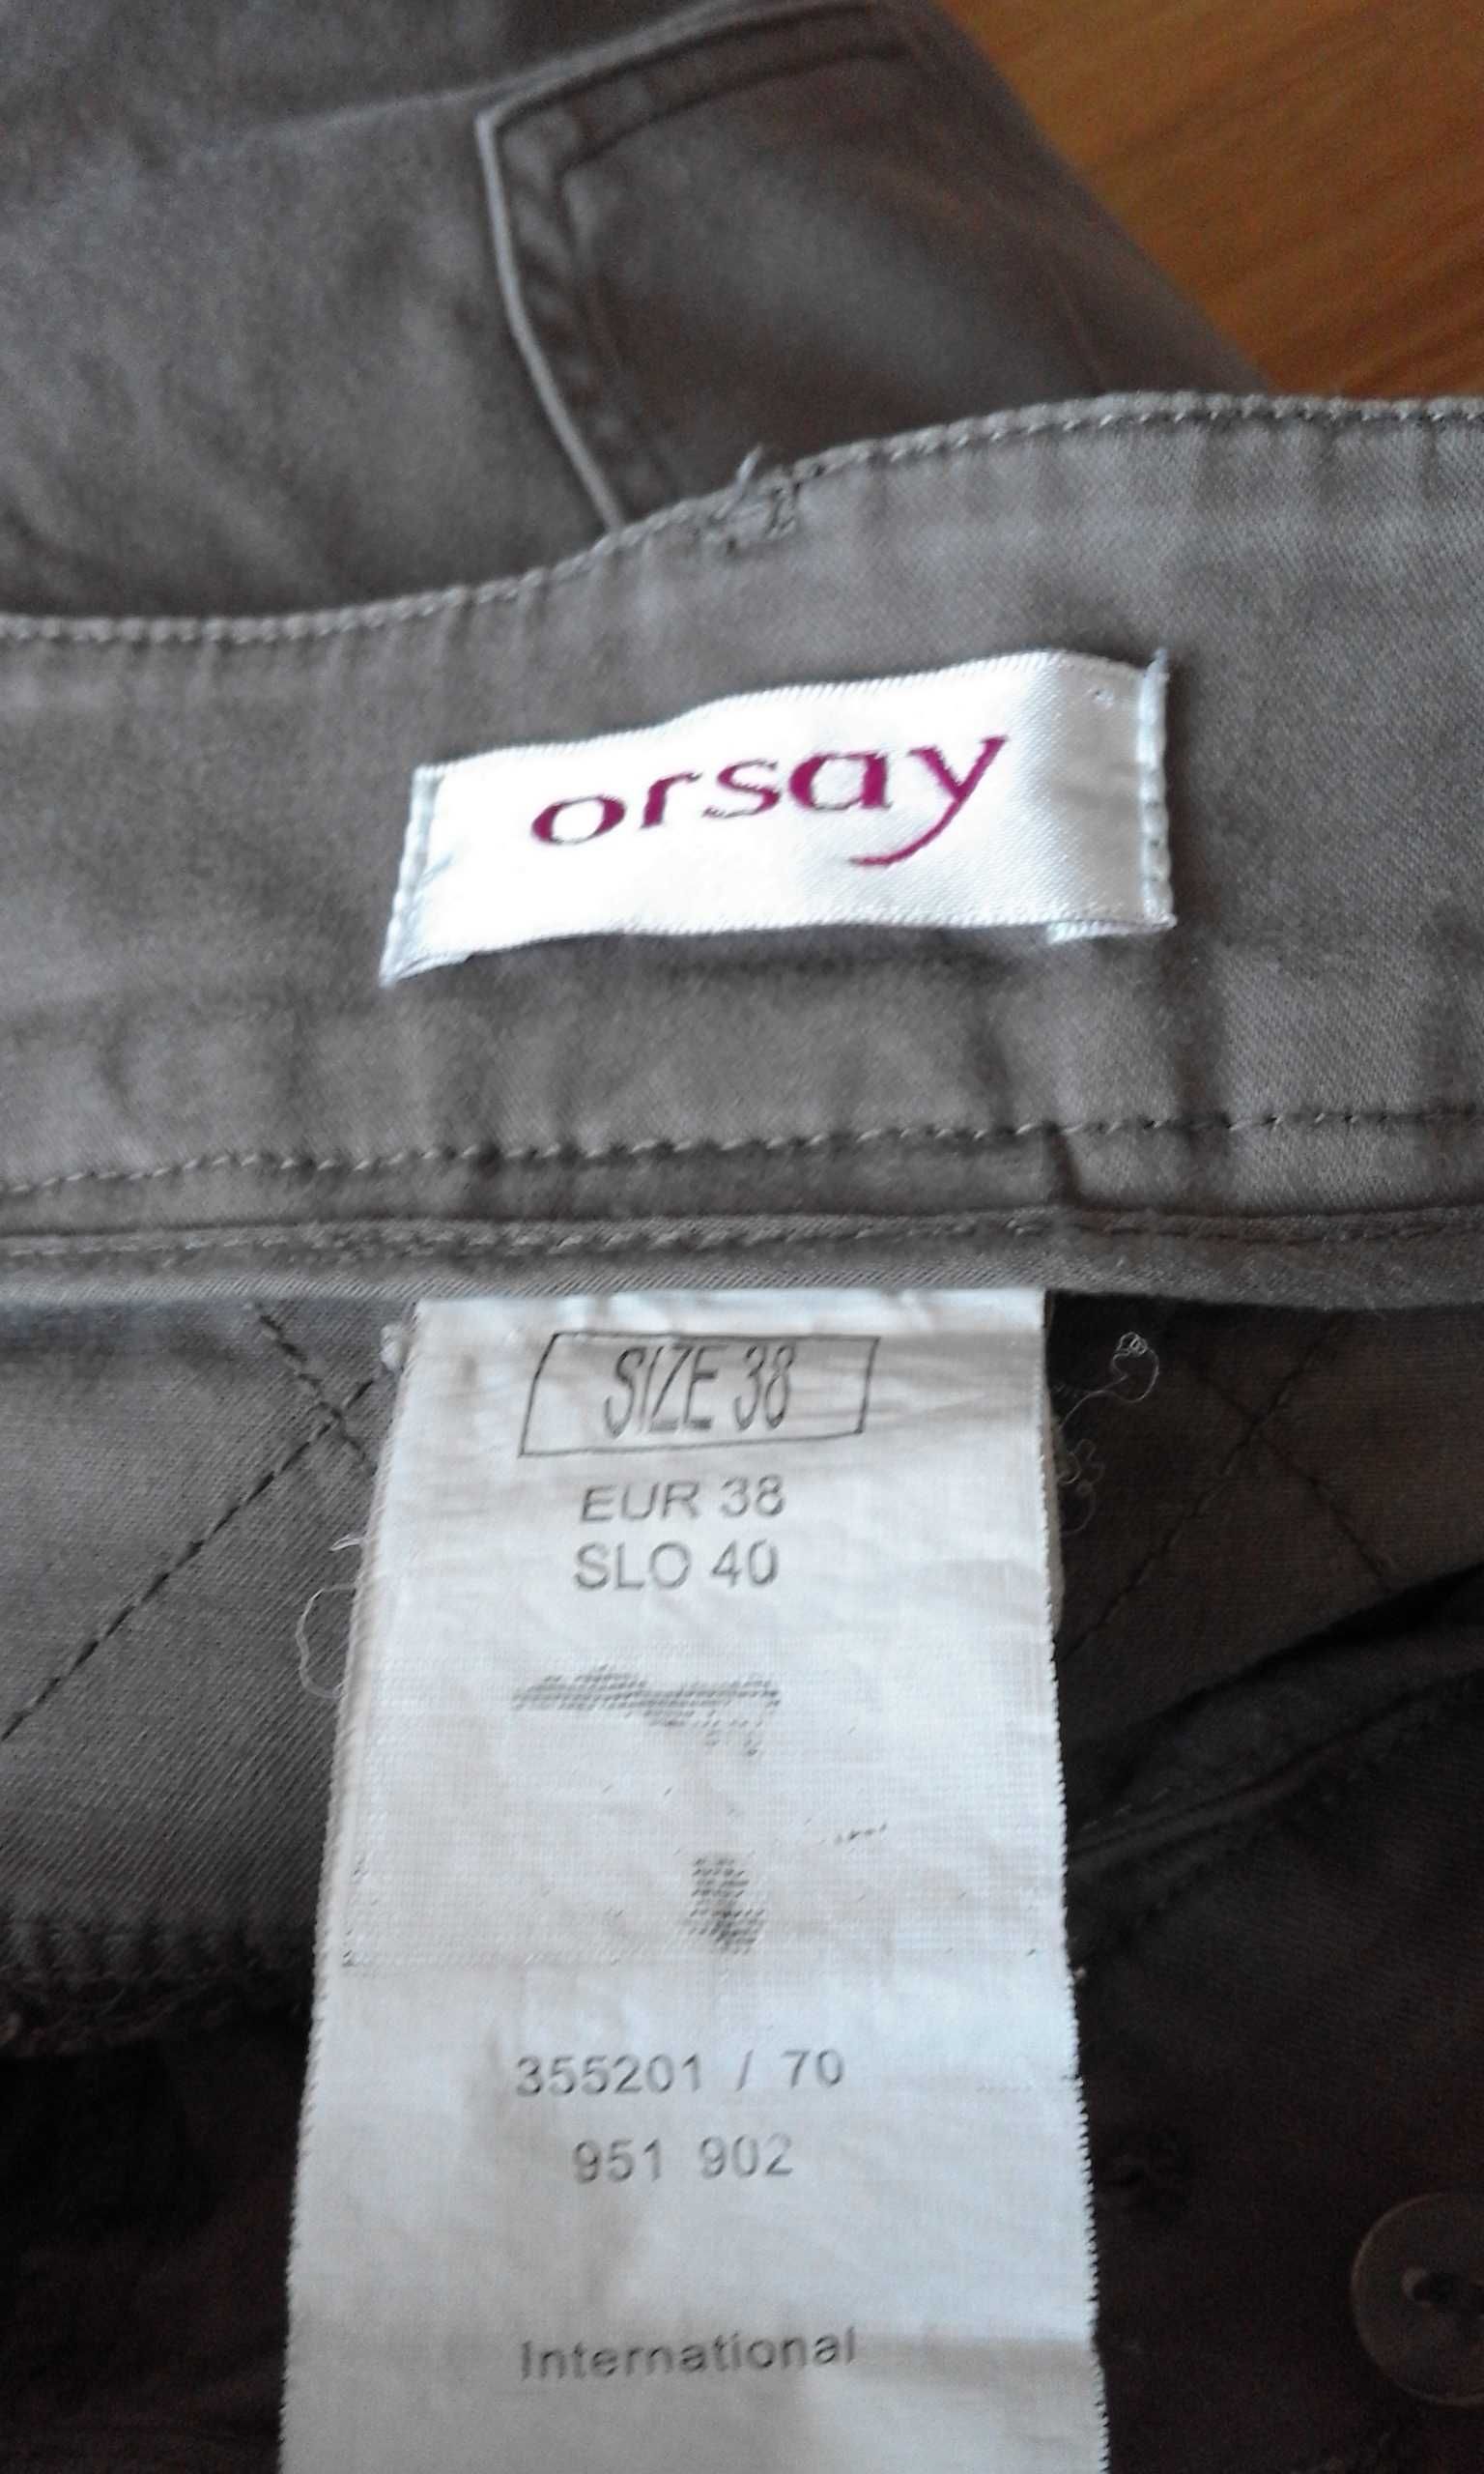 orsay
SIZE 38
EUR 38
SLO 40
355201 / 70
951 902
International